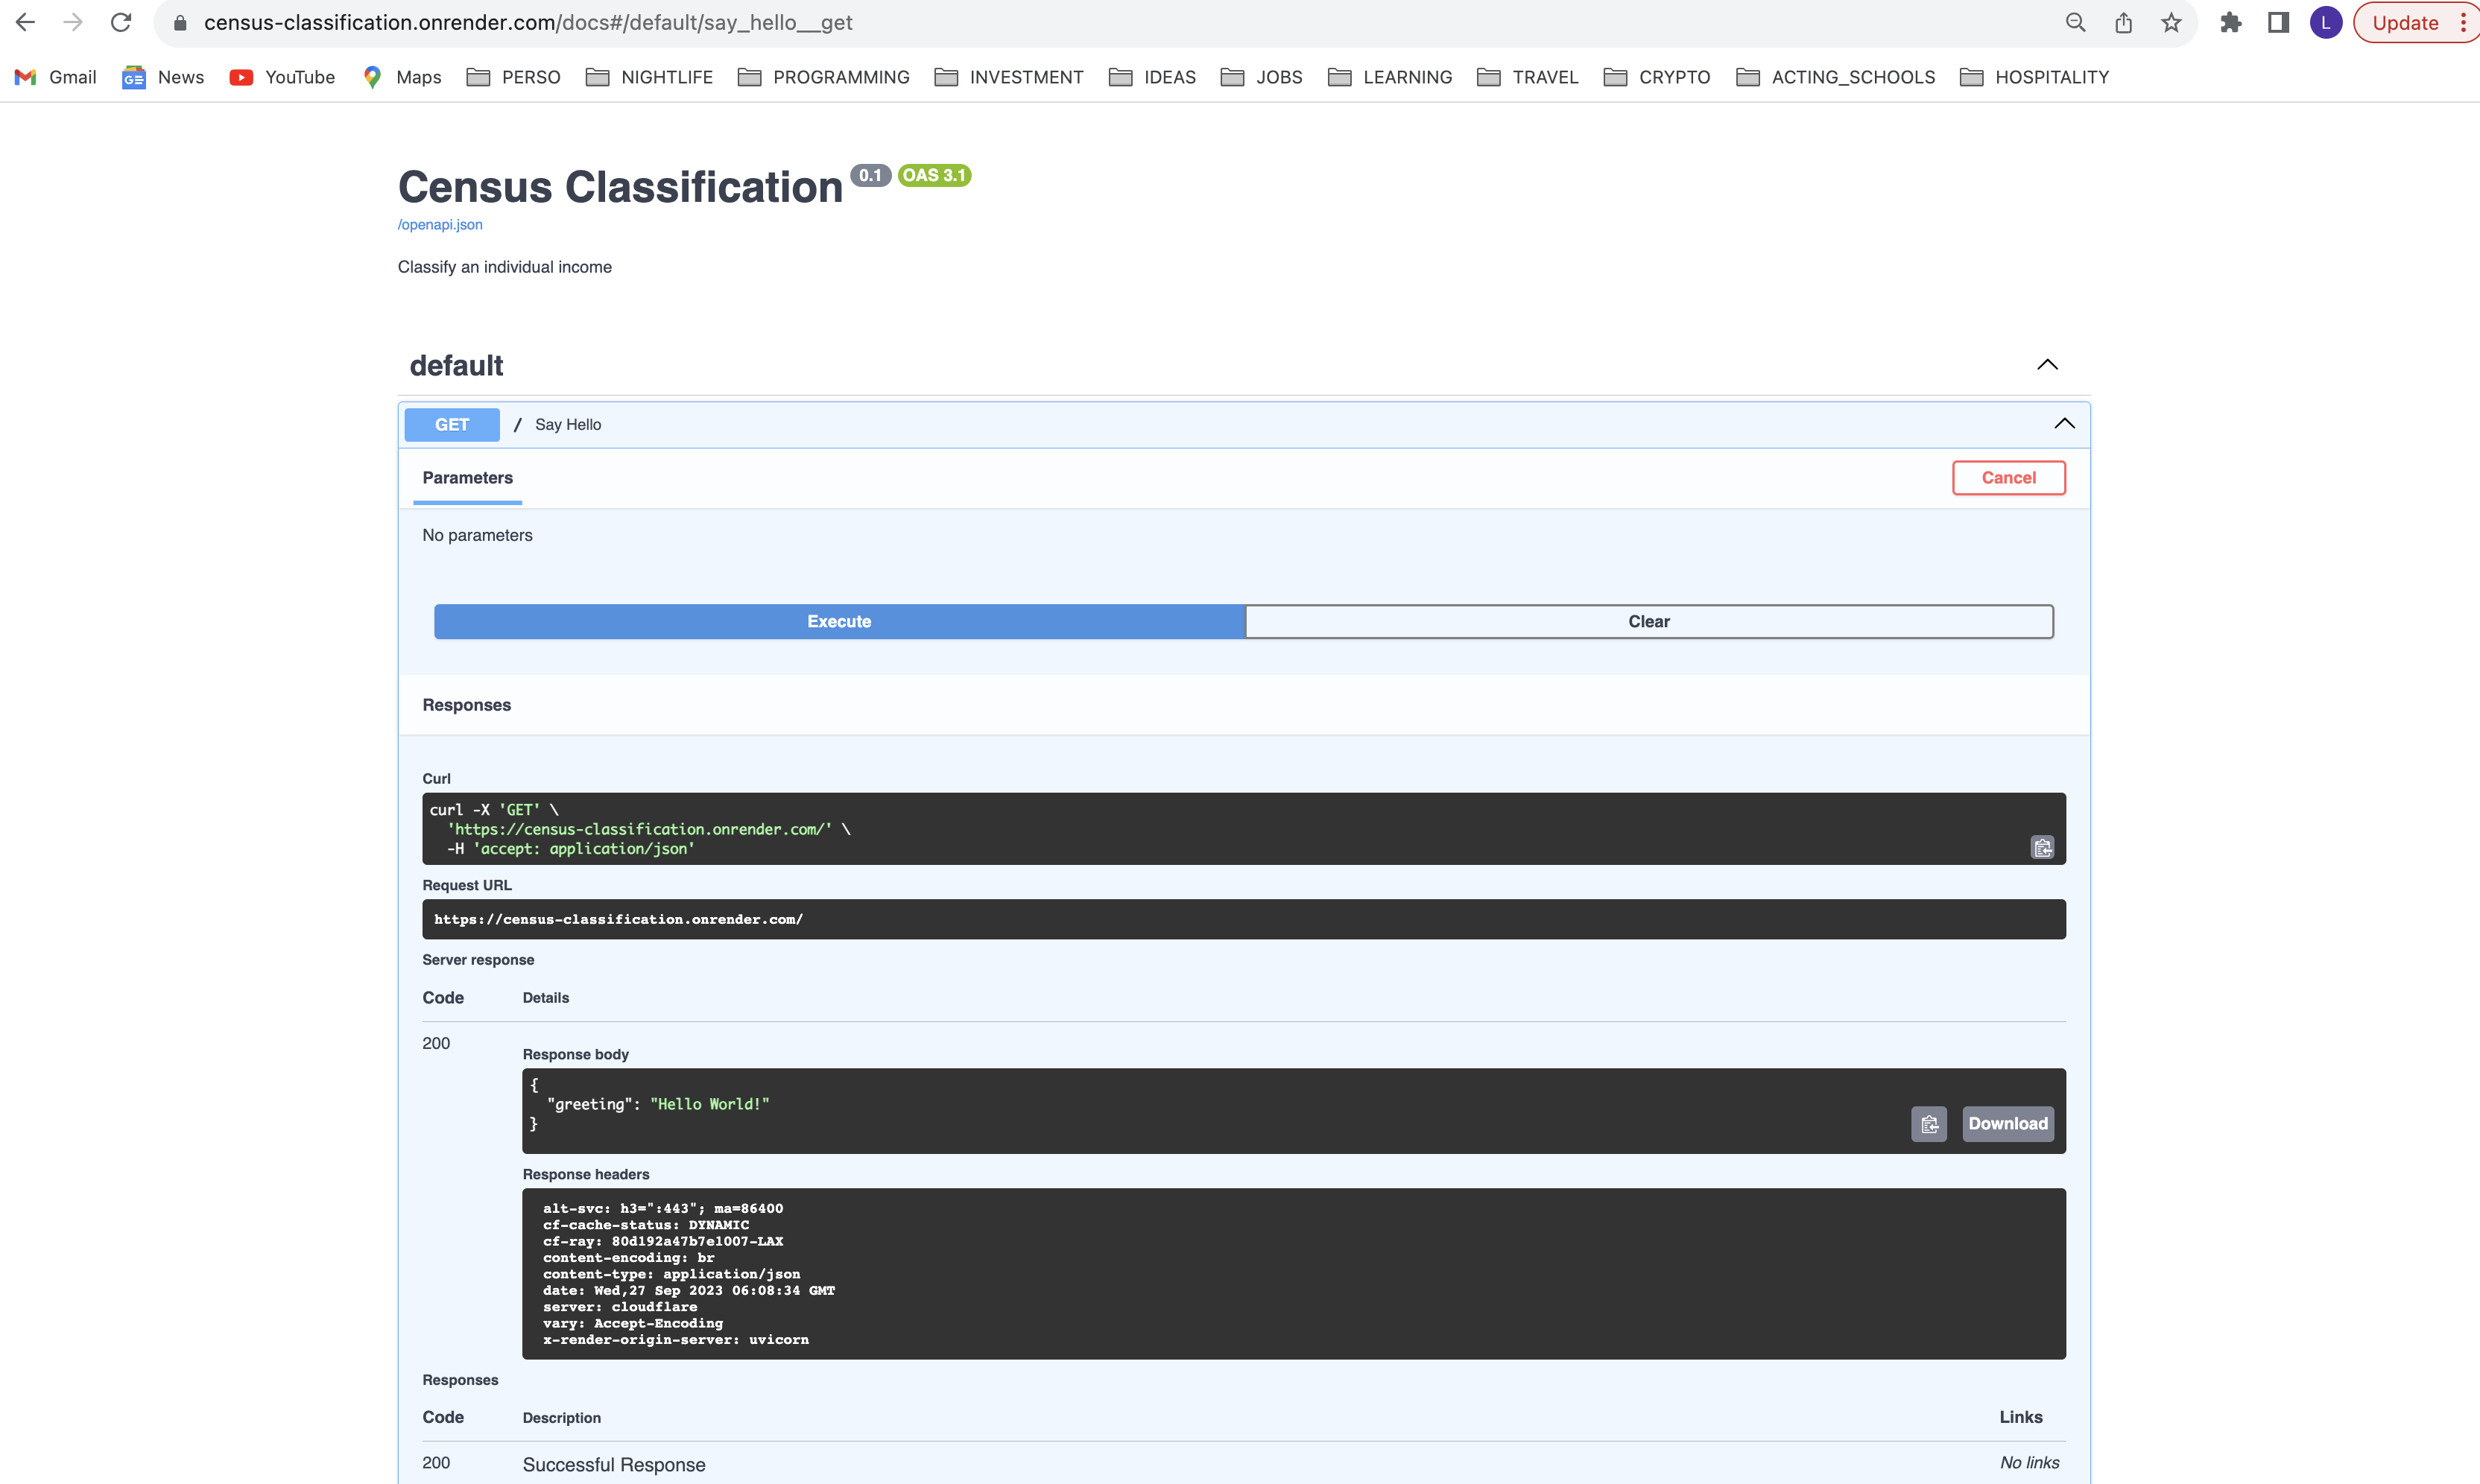 census-classification.onrender.com/docs#/default/say_hello__get
L
Update
Gmail
News
YouTube
Maps
PERSO
NIGHTLIFE
PROGRAMMING
INVESTMENT
IDEAS
JOBS
LEARNING
TRAVEL
CRYPTO
ACTING_SCHOOLS
HOSPITALITY
Census Classification 0.1 OAS 3.1
/openapi.json
Classify an individual income
default
GET / Say Hello
Parameters
Cancel
No parameters
Execute
Clear
Responses
Curl
curl -X 'GET' \
'https://census-classification.onrender.com/' \
-H 'accept: application/json'
Request URL
https://census-classification.onrender.com/
Server response
Code Details
200
Response body
{
"greeting": "Hello World!"
}
Download
Response headers
alt-svc: h3=":443"; ma=86400
cf-cache-status: DYNAMIC
cf-ray: 80d192a47b7e1007-LAX
content-encoding: br
content-type: application/json
date: Wed,27 Sep 2023 06:08:34 GMT
server: cloudflare
vary: Accept-Encoding
x-render-origin-server: uvicorn
Responses
Code Description Links
200 Successful Response No links